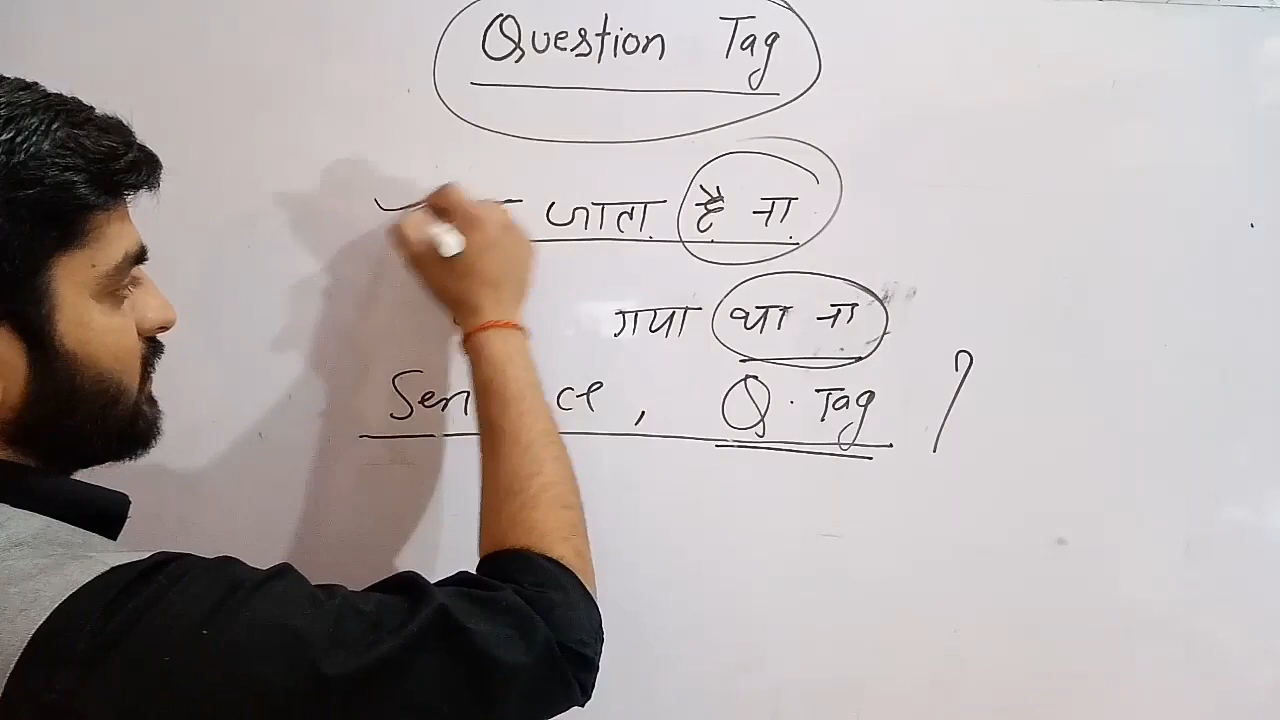 Question Tag
जाता है ना
गया था ना
, Q. Tag ?